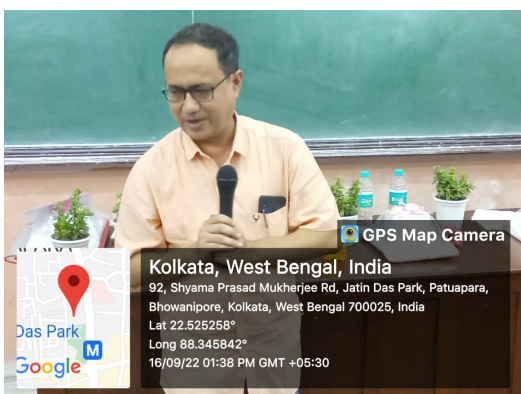 GPS Map Camera
Kolkata, West Bengal, India
92, Shyama Prasad Mukherjee Rd, Jatin Das Park, Patuapara,
Bhowanipore, Kolkata, West Bengal 700025, India
Lat 22.525258°
Long 88.345842°
16/09/22 01:38 PM GMT +05:30
Das Park
M
Google